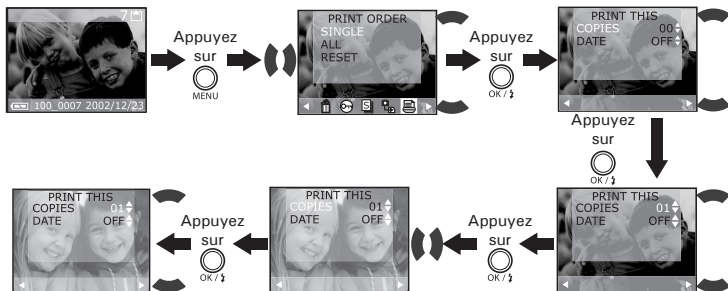 7
100_0007 2002/12/23
Appuyez
sur
MENU
PRINT ORDER
SINGLE
ALL
RESET
S
Appuyez
sur
OK /
PRINT THIS
COPIES 00
DATE OFF
Appuyez
sur
OK /
PRINT THIS
COPIES 01
DATE OFF
Appuyez
sur
OK /
PRINT THIS
COPIES 01
DATE OFF
Appuyez
sur
OK /
PRINT THIS
COPIES 01
DATE OFF